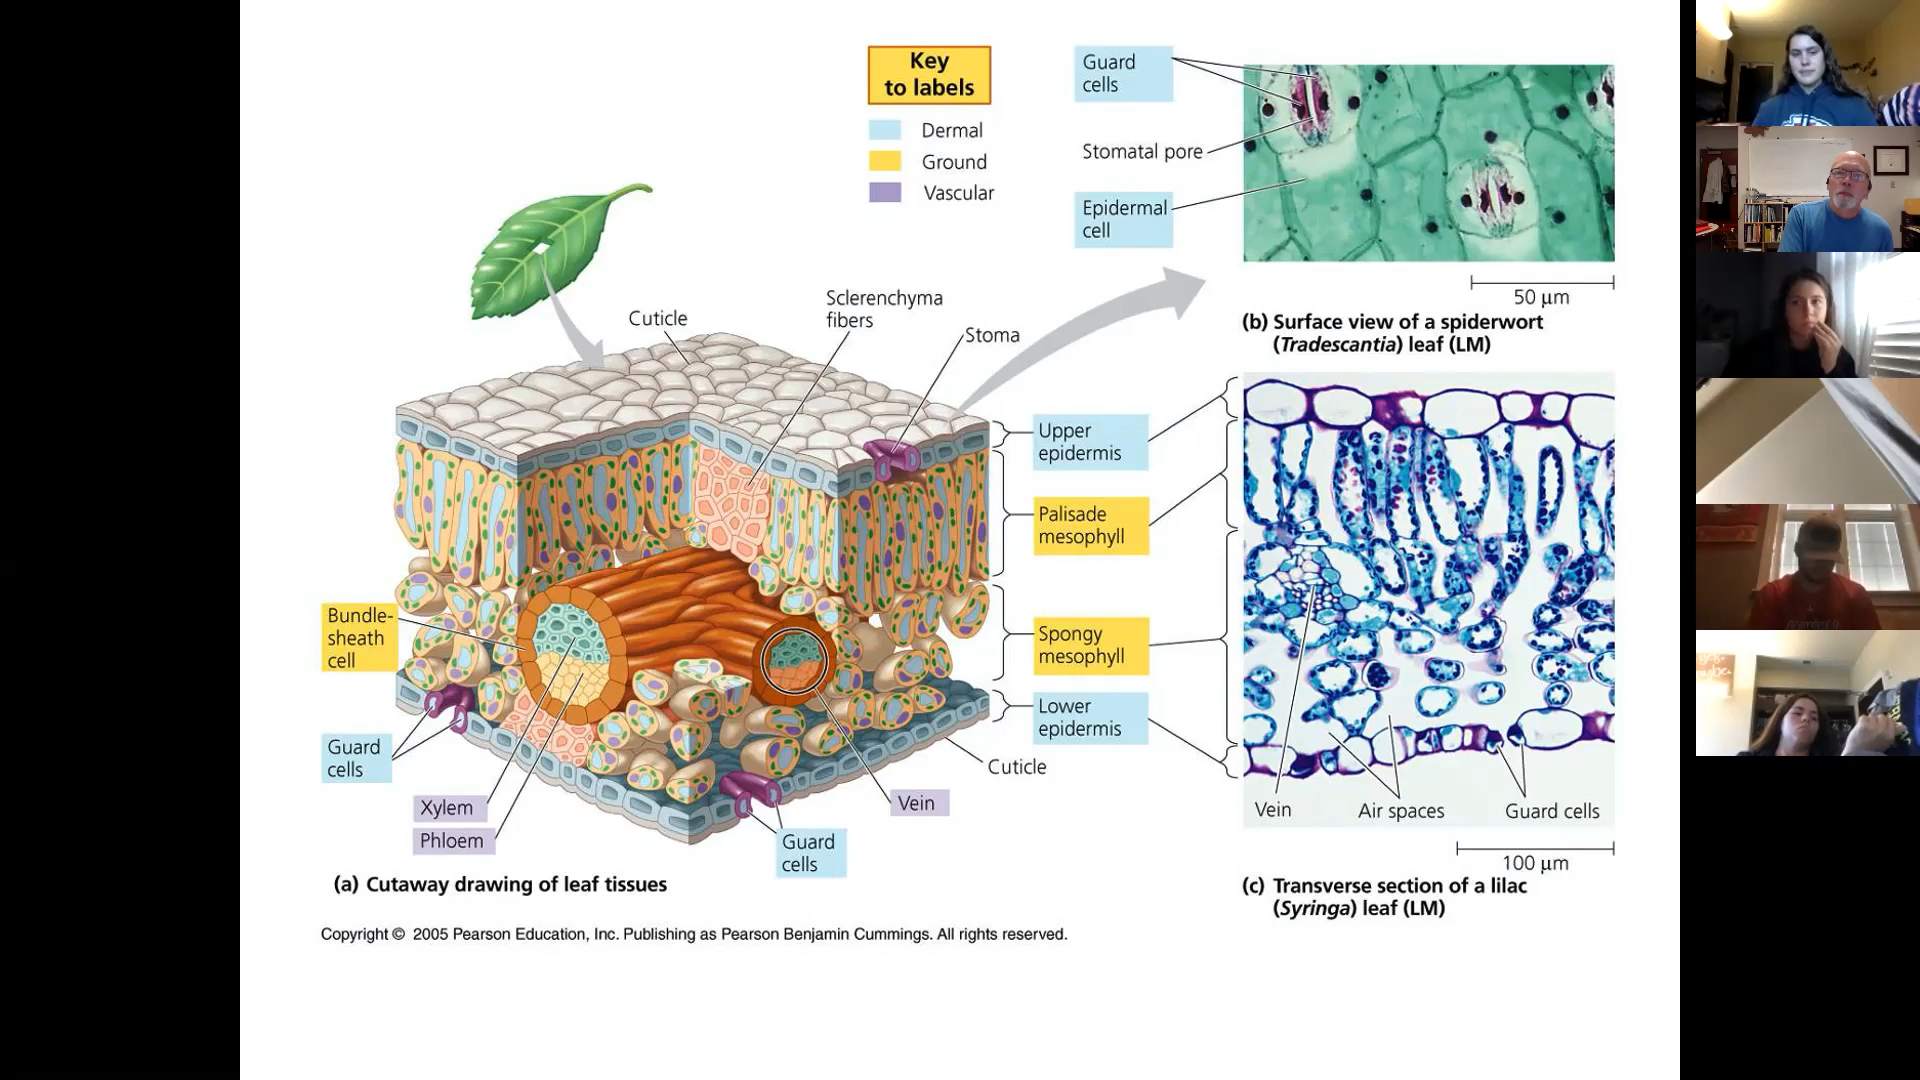 Key
to labels
Dermal
Ground
Vascular
Guard
cells
Stomatal pore
Epidermal
cell
50 µm
(b) Surface view of a spiderwort
(Tradescantia) leaf (LM)
Cuticle
Sclerenchyma
fibers
Stoma
Upper
epidermis
Palisade
mesophyll
Bundle-
sheath
cell
Spongy
mesophyll
Lower
epidermis
Guard
cells
Xylem
Phloem
Guard
cells
Vein
Cuticle
(a) Cutaway drawing of leaf tissues
Vein
Air spaces
Guard cells
100 µm
(c) Transverse section of a lilac
(Syringa) leaf (LM)
Copyright © 2005 Pearson Education, Inc. Publishing as Pearson Benjamin Cummings. All rights reserved.